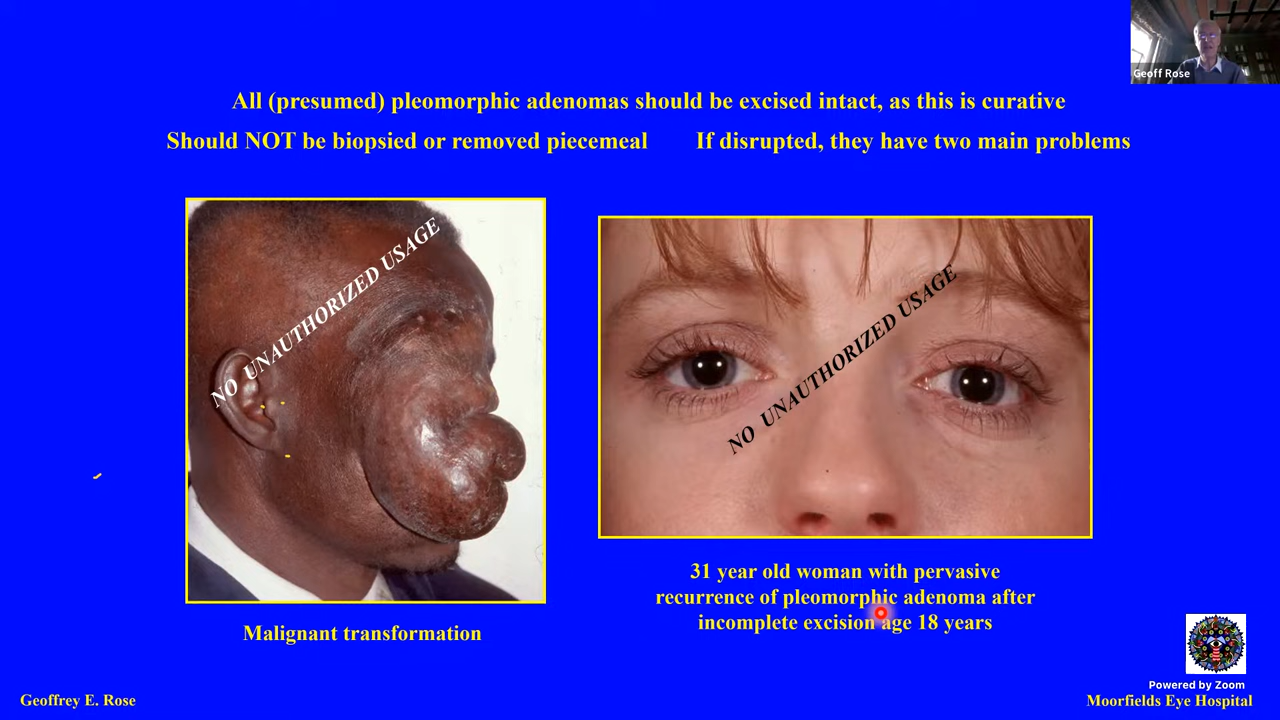 Geoff Rose
All (presumed) pleomorphic adenomas should be excised intact, as this is curative
Should NOT be biopsied or removed piecemeal If disrupted, they have two main problems
NO UNAUTHORIZED USAGE
NO UNAUTHORIZED USAGE
31 year old woman with pervasive
recurrence of pleomorphic adenoma after
incomplete excision age 18 years
Malignant transformation
Powered by Zoom
Geoffrey E. Rose
Moorfields Eye Hospital